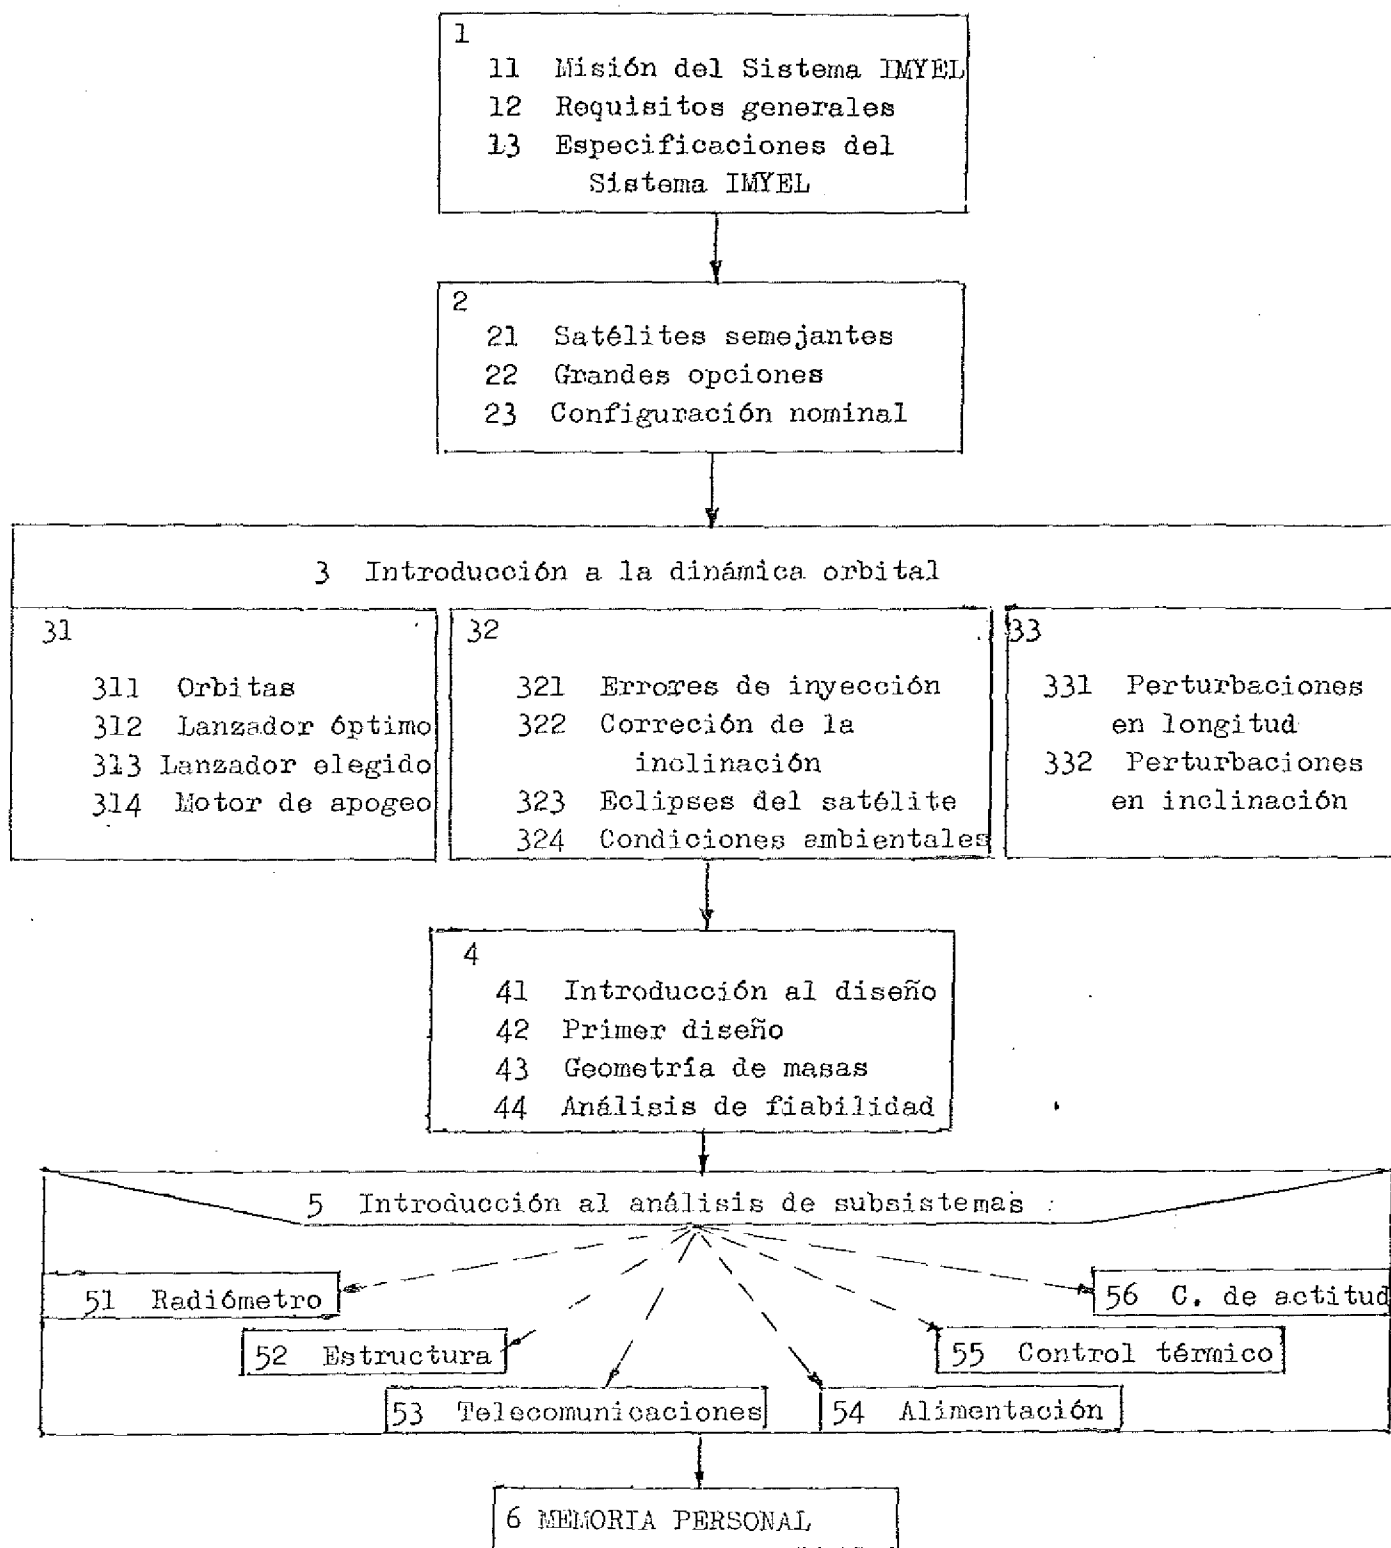 1
11 Misión del Sistema IMYEL
12 Requisitos generales
13 Especificaciones del
Sistema IMYEL
2
21 Satélites semejantes
22 Grandes opciones
23 Configuración nominal
3 Introducción a la dinámica orbital
31
311 Orbitas
312 Lanzador óptimo
313 Lanzador elegido
314 Motor de apogeo
32
321 Errores de inyección
322 Correción de la
inclinación
323 Eclipses del satélite
324 Condiciones ambientales
33
331 Perturbaciones
en longitud
332 Perturbaciones
en inclinación
4
41 Introducción al diseño
42 Primer diseño
43 Geometría de masas
44 Análisis de fiabilidad
5 Introducción al análisis de subsistemas
51 Radiómetro
52 Estructura
53 Telecomunicaciones
54 Alimentación
55 Control térmico
56 C. de actitud
6 MEMORIA PERSONAL